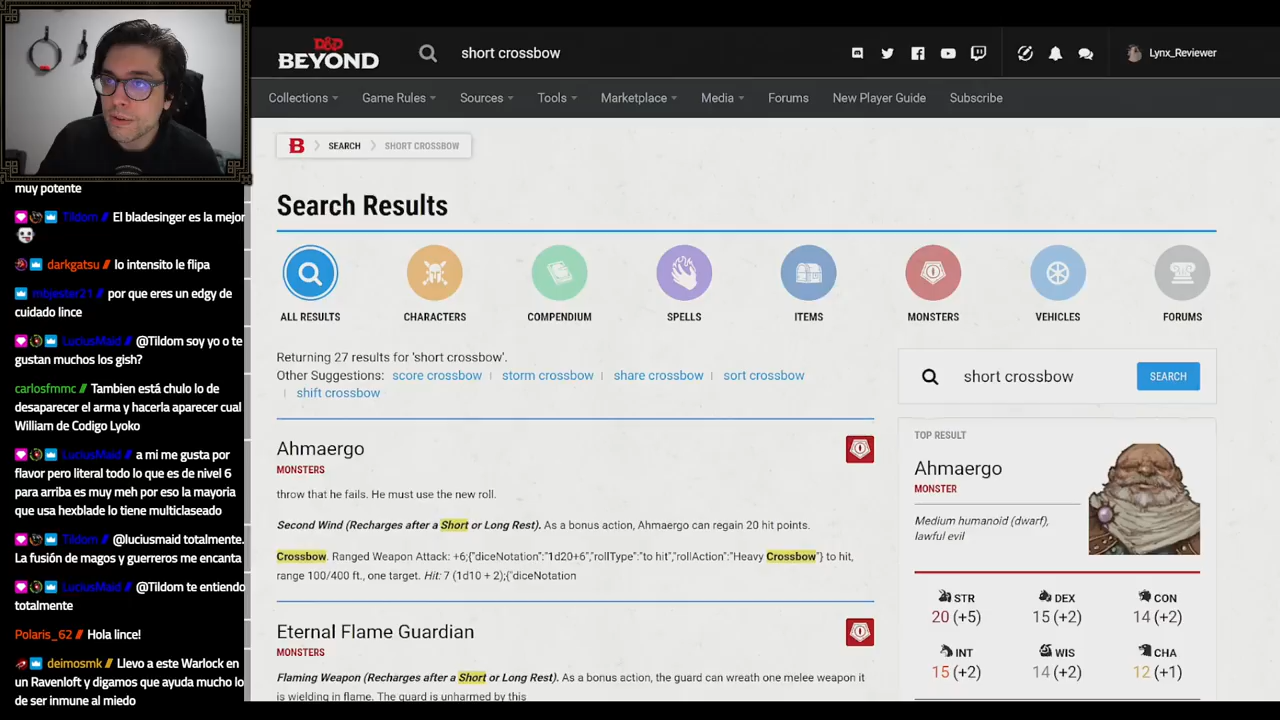 muy potente
Tildom // El bladesinger es la mejor
darkgatsu // lo intensito le flipa
mbjester21 // por que eres un edgy de
cuidado lince
LuciusMaid // @Tildom soy yo o te
gustan muchos los gish?
carlosfmmc // Tambien está chulo lo de
desaparecer el arma y hacerla aparecer cual
William de Codigo Lyoko
LuciusMaid // a mi me gusta por
flavor pero literal todo lo que es de nivel 6
para arriba es muy meh por eso la mayoria
que usa hexblade lo tiene multiclaseado
Tildom // @luciusmaid totalmente.
La fusión de magos y guerreros me encanta
LuciusMaid // @Tildom te entiendo
totalmente
Polaris_62 // Hola lince!
deimosmk // Llevo a este Warlock en
un Ravenloft y digamos que ayuda mucho lo
de ser inmune al miedo
D&D
BEYOND
short crossbow
Lynx_Reviewer
Collections Game Rules Sources Tools Marketplace Media Forums New Player Guide Subscribe
B SEARCH SHORT CROSSBOW
Search Results
ALL RESULTS CHARACTERS COMPENDIUM SPELLS ITEMS MONSTERS VEHICLES FORUMS
Returning 27 results for 'short crossbow'.
Other Suggestions: score crossbow | storm crossbow | share crossbow | sort crossbow
| shift crossbow
Ahmaergo
MONSTERS
throw that he fails. He must use the new roll.
Second Wind (Recharges after a Short or Long Rest). As a bonus action, Ahmaergo can regain 20 hit points.
Crossbow. Ranged Weapon Attack: +6;{"diceNotation":"1d20+6","rollType":"to hit","rollAction":"Heavy Crossbow"} to hit,
range 100/400 ft., one target. Hit: 7 (1d10 + 2);{"diceNotation
Eternal Flame Guardian
MONSTERS
Flaming Weapon (Recharges after a Short or Long Rest). As a bonus action, the guard can wreath one melee weapon it
is wielding in flame. The guard is unharmed by this
short crossbow SEARCH
TOP RESULT
Ahmaergo
MONSTER
Medium humanoid (dwarf),
lawful evil
STR DEX CON
20 (+5) 15 (+2) 14 (+2)
INT WIS CHA
15 (+2) 14 (+2) 12 (+1)